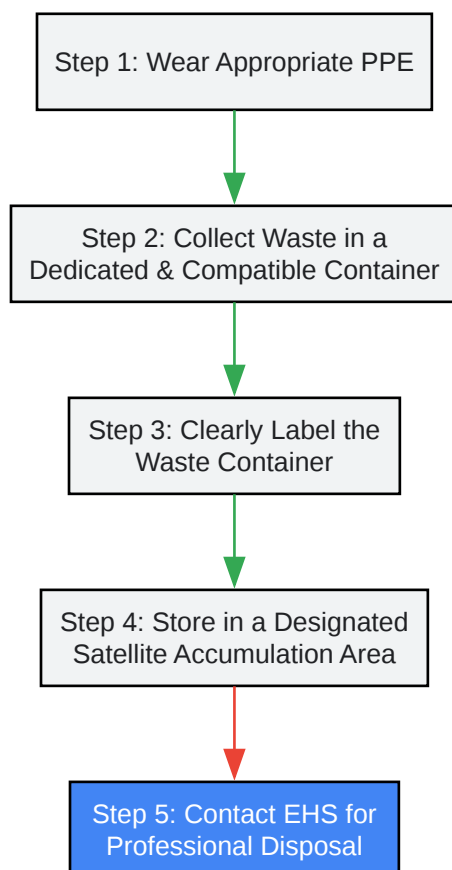 Step 1: Wear Appropriate PPE
Step 2: Collect Waste in a
Dedicated & Compatible Container
Step 3: Clearly Label the
Waste Container
Step 4: Store in a Designated
Satellite Accumulation Area
Step 5: Contact EHS for
Professional Disposal